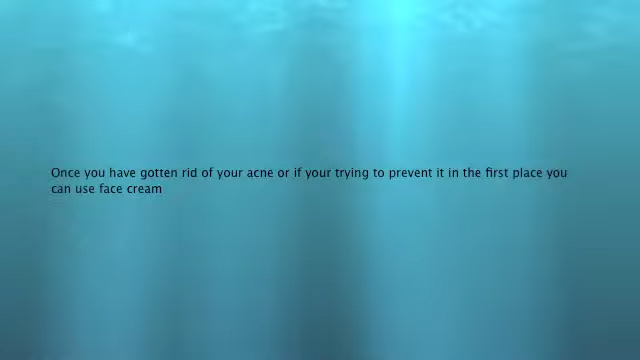 Once you have gotten rid of your acne or if your trying to prevent it in the first place you
can use face cream